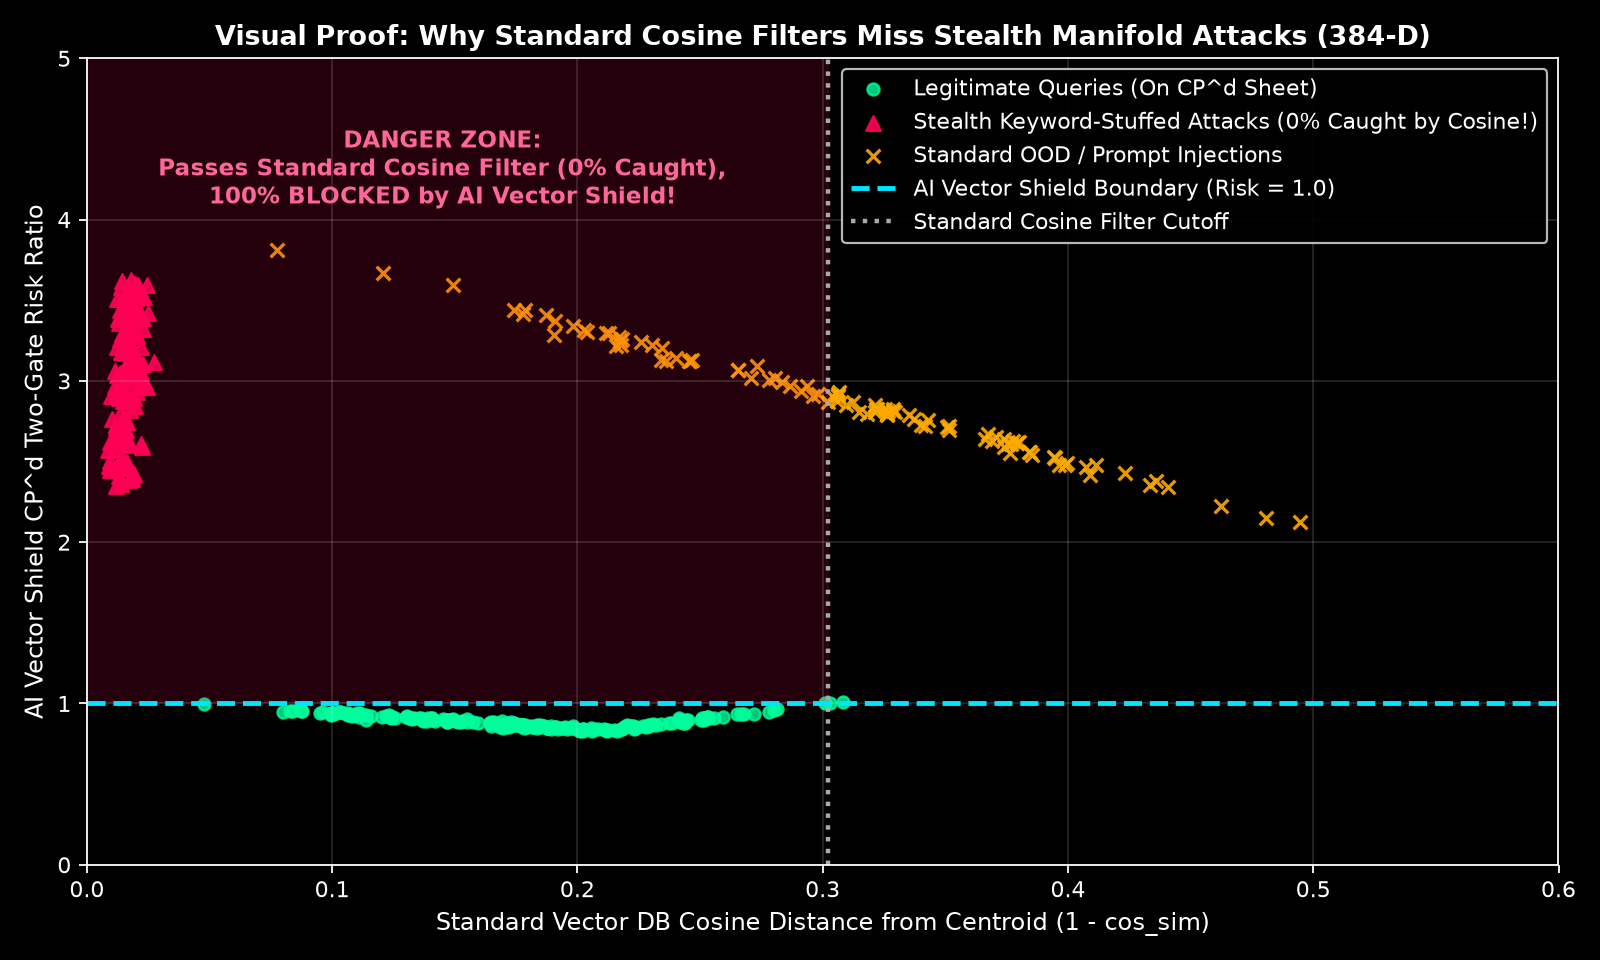 Visual Proof: Why Standard Cosine Filters Miss Stealth Manifold Attacks (384-D)
Legitimate Queries (On CP^d Sheet)
Stealth Keyword-Stuffed Attacks (0% Caught by Cosine!)
Standard OOD / Prompt Injections
AI Vector Shield Boundary (Risk = 1.0)
Standard Cosine Filter Cutoff
DANGER ZONE:
Passes Standard Cosine Filter (0% Caught),
100% BLOCKED by AI Vector Shield!
AI Vector Shield CP^d Two-Gate Risk Ratio
5
4
3
2
1
0
0.0 0.1 0.2 0.3 0.4 0.5 0.6
Standard Vector DB Cosine Distance from Centroid (1 - cos_sim)